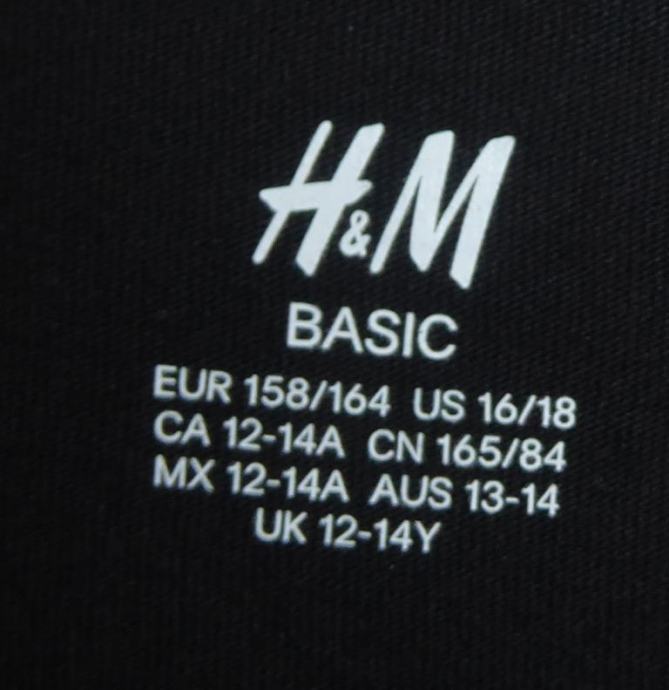 H&M
BASIC
EUR 158/164 US 16/18
CA 12-14A CN 165/84
MX 12-14A AUS 13-14
UK 12-14Y